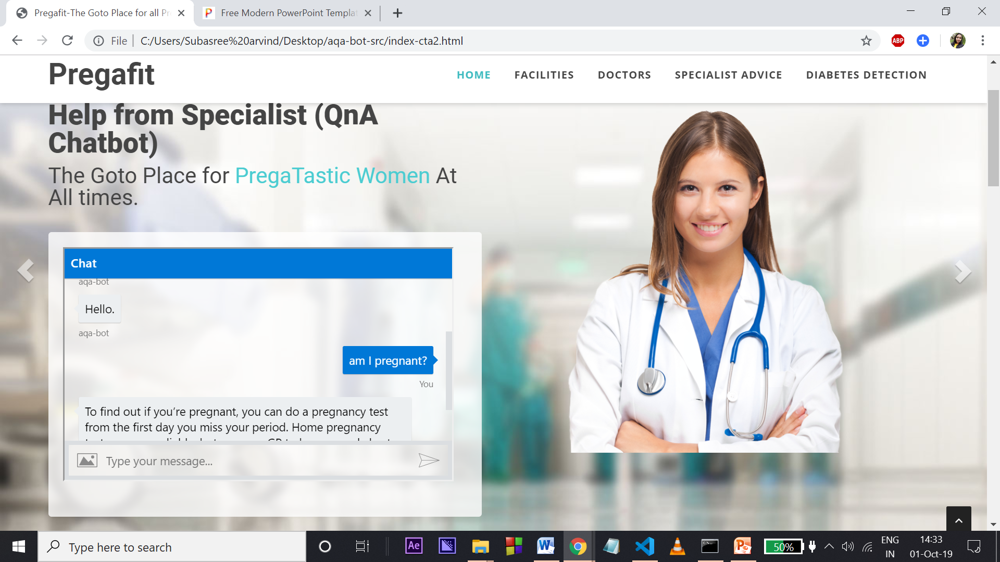 Pregafit-The Goto Place for all Pr
Free Modern PowerPoint Templat
File
C:/Users/Subasree%20arvind/Desktop/aqa-bot-src/index-cta2.html
ABP
Pregafit
HOME
FACILITIES
DOCTORS
SPECIALIST ADVICE
DIABETES DETECTION
Help from Specialist (QnA
Chatbot)
The Goto Place for PregaTastic Women At
All times.
Chat
aqa-bot
Hello.
aqa-bot
am I pregnant?
You
To find out if you’re pregnant, you can do a pregnancy test
from the first day you miss your period. Home pregnancy
Type your message...
Type here to search
Ae
50%
ENG
IN
14:33
01-Oct-19